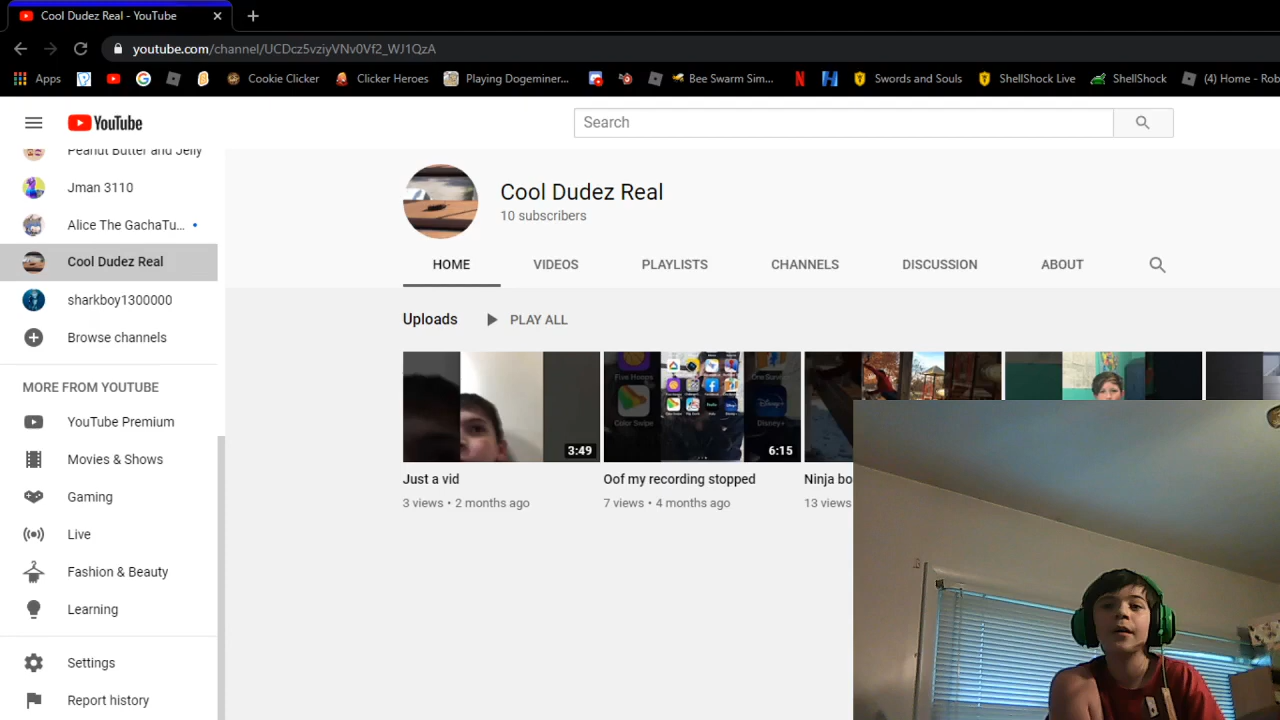 Cool Dudez Real - YouTube
youtube.com/channel/UCDcz5vziyVNv0Vf2_WJ1QzA
Apps Cookie Clicker Clicker Heroes Playing Dogeminer... Bee Swarm Sim... Swords and Souls ShellShock Live ShellShock (4) Home - Rob
YouTube
Search
Peanut Butter and Jelly
Jman 3110
Alice The GachaTu...
Cool Dudez Real
sharkboy1300000
Browse channels
MORE FROM YOUTUBE
YouTube Premium
Movies & Shows
Gaming
Live
Fashion & Beauty
Learning
Settings
Report history
Cool Dudez Real
10 subscribers
HOME VIDEOS PLAYLISTS CHANNELS DISCUSSION ABOUT
Uploads PLAY ALL
Five Hoops
Color Swipe
Disney+
3:49
6:15
Just a vid
3 views • 2 months ago
Oof my recording stopped
7 views • 4 months ago
Ninja bo
13 views